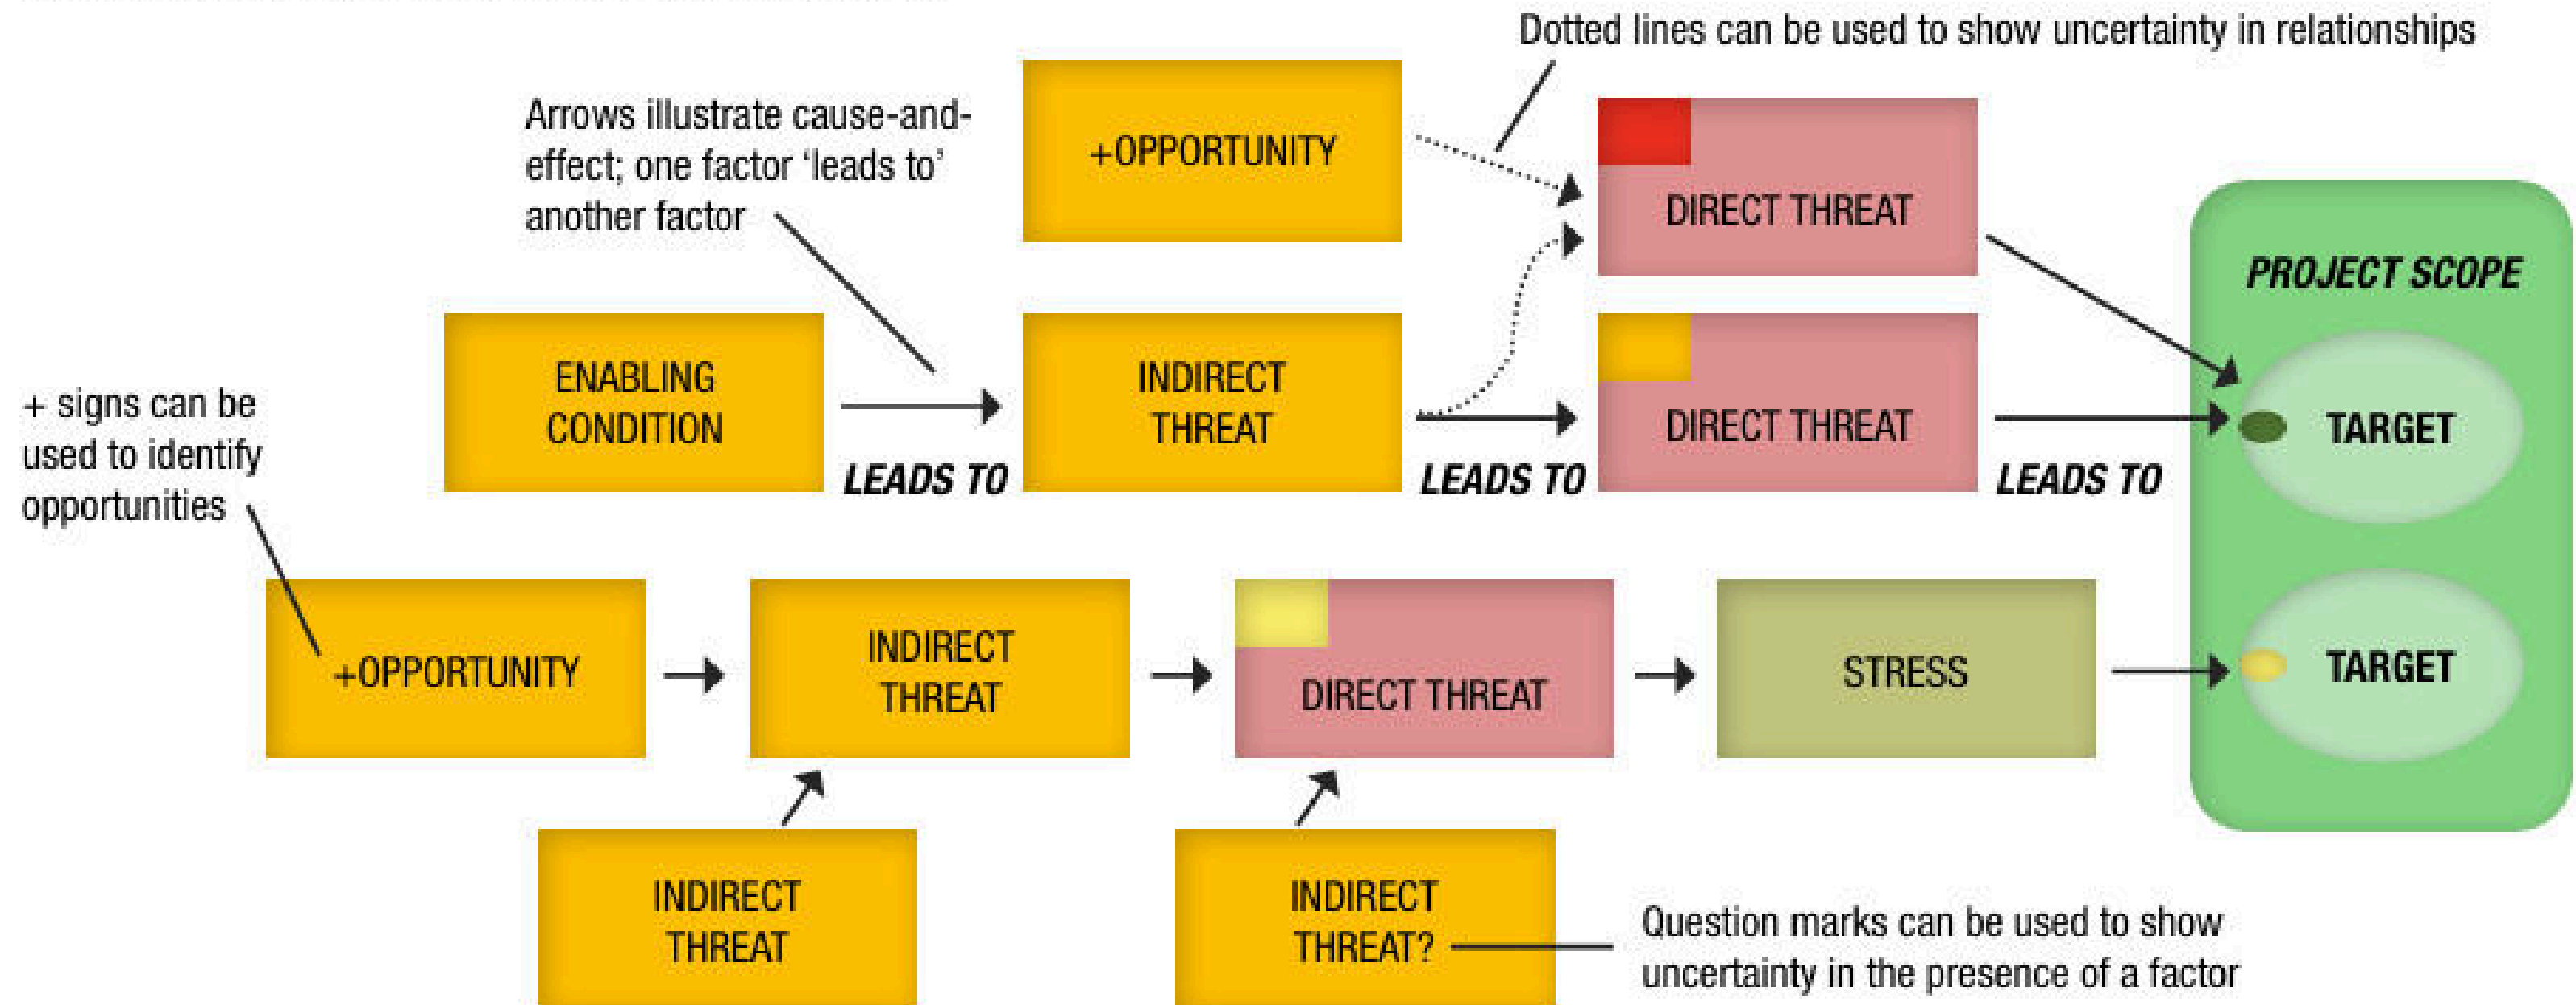 Dotted lines can be used to show uncertainty in relationships
Arrows illustrate cause-and-
effect; one factor ‘leads to’
another factor
+OPPORTUNITY
DIRECT THREAT
PROJECT SCOPE
ENABLING
CONDITION
LEADS TO
INDIRECT
THREAT
LEADS TO
DIRECT THREAT
LEADS TO
TARGET
+ signs can be
used to identify
opportunities
+OPPORTUNITY
INDIRECT
THREAT
DIRECT THREAT
STRESS
TARGET
INDIRECT
THREAT
INDIRECT
THREAT?
Question marks can be used to show
uncertainty in the presence of a factor